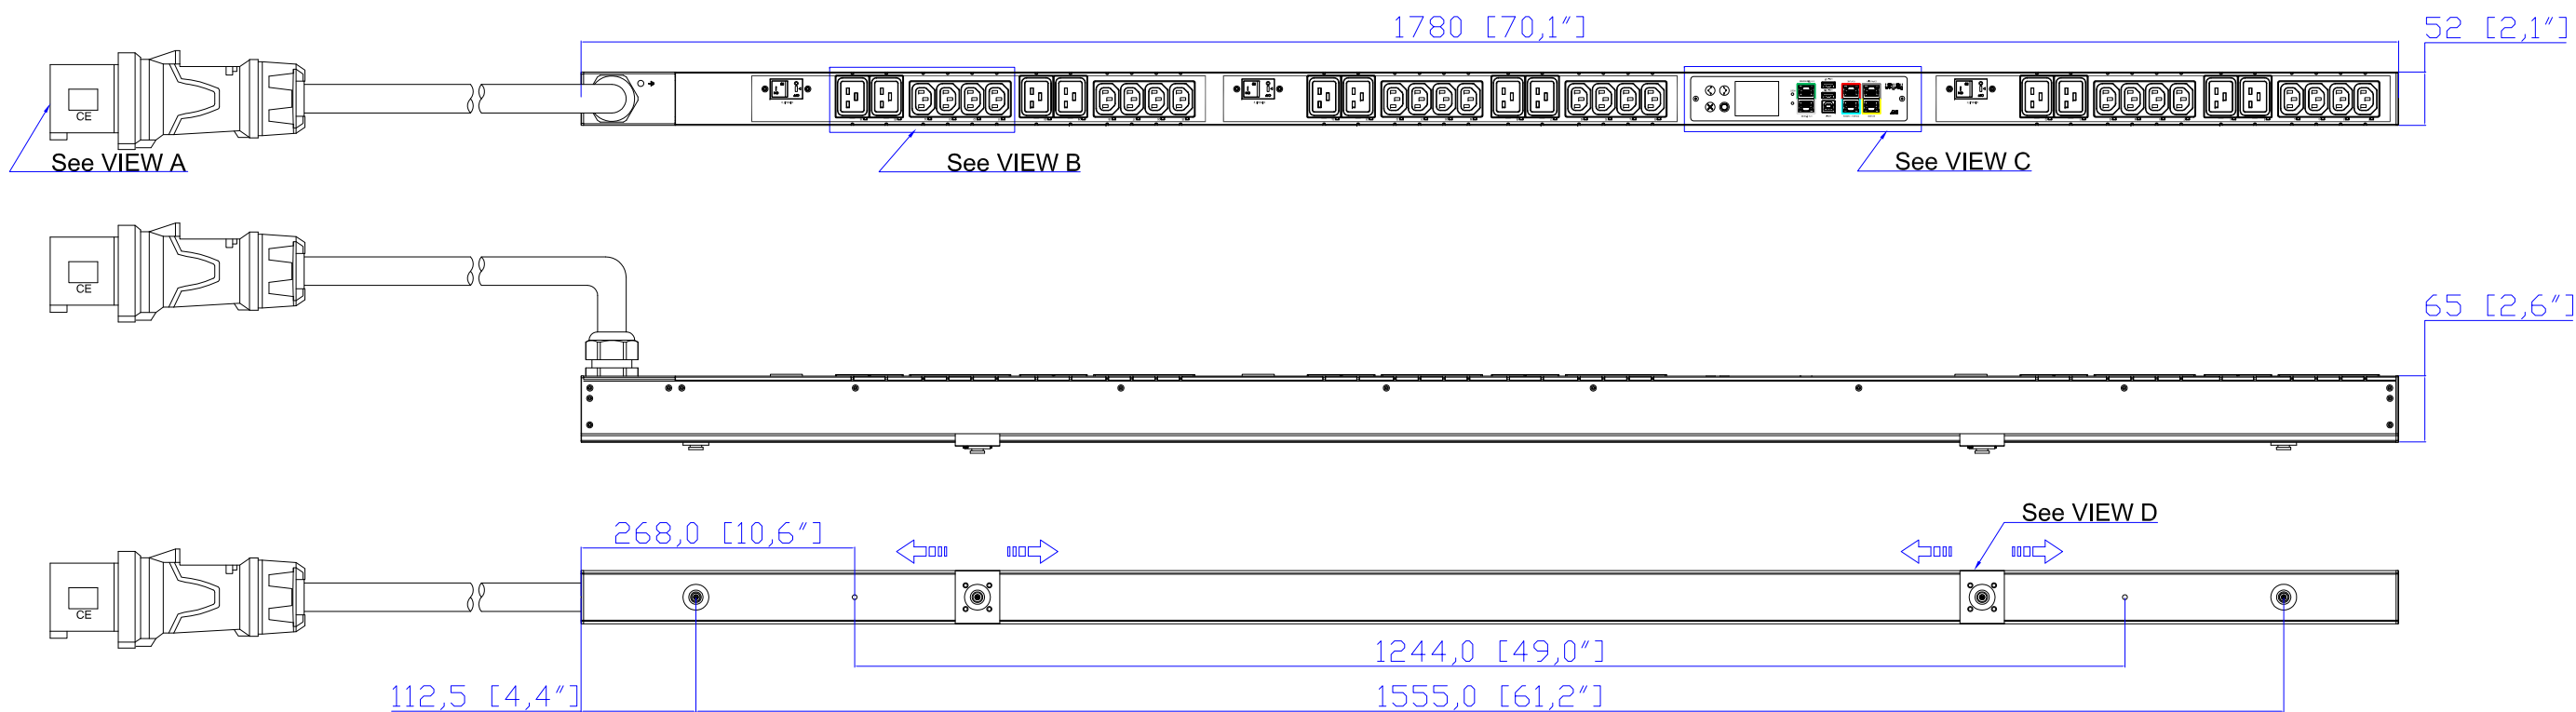 1780 [70,1"]
52 [2,1"]
CE
See VIEW A
See VIEW B
See VIEW C
CE
65 [2,6"]
See VIEW D
268,0 [10,6"]
CE
1244,0 [49,0"]
112,5 [4,4"]
1555,0 [61,2"]